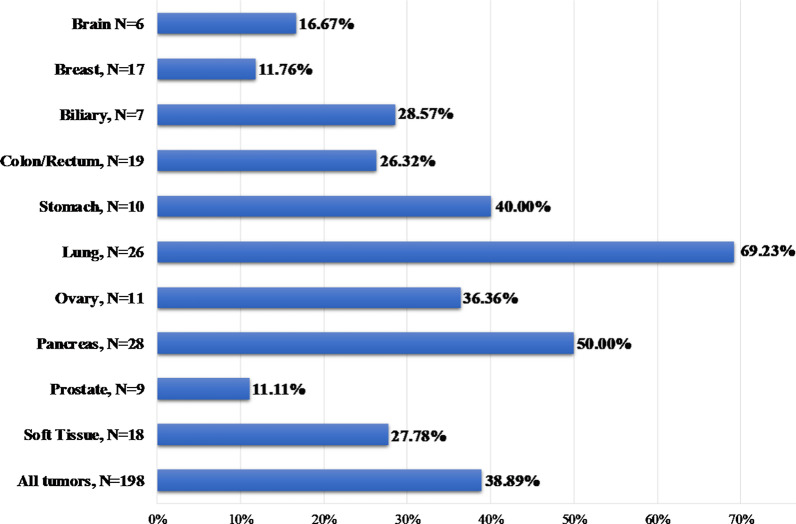 Brain N=6 16.67%
Breast, N=17 11.76%
Biliary, N=7 28.57%
Colon/Rectum, N=19 26.32%
Stomach, N=10 40.00%
Lung, N=26 69.23%
Ovary, N=11 36.36%
Pancreas, N=28 50.00%
Prostate, N=9 11.11%
Soft Tissue, N=18 27.78%
All tumors, N=198 38.89%
0% 10% 20% 30% 40% 50% 60% 70%